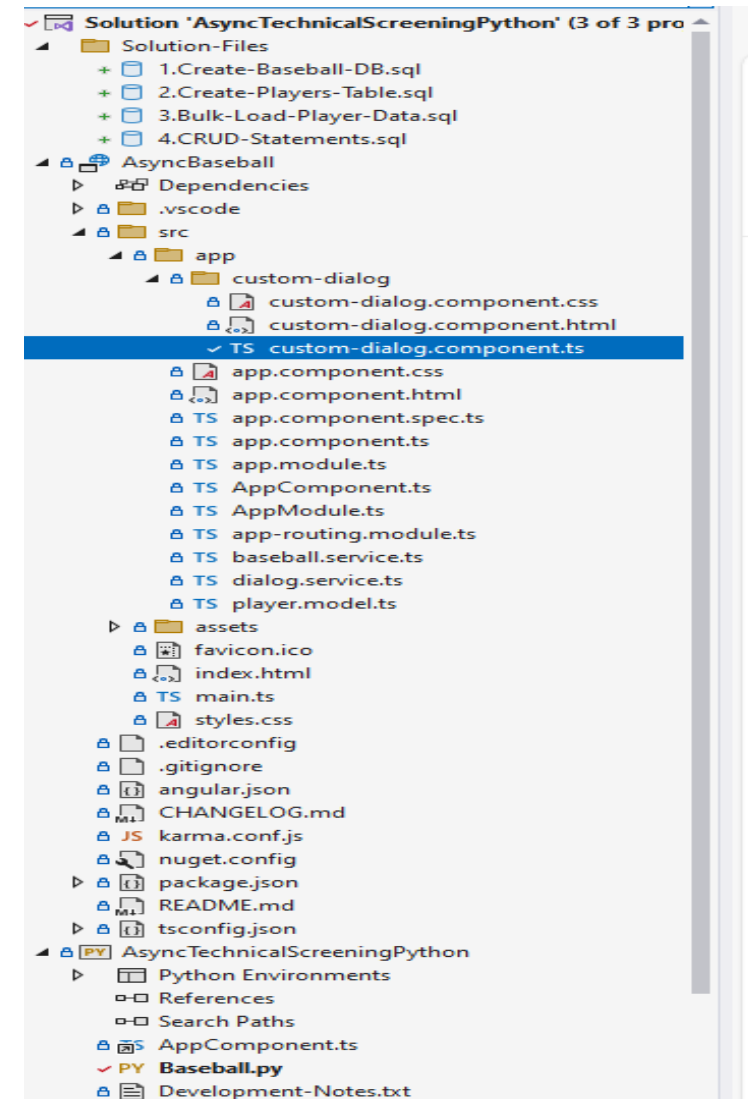 Solution 'AsyncTechnicalScreeningPython' (3 of 3 pro
Solution-Files
1.Create-Baseball-DB.sql
2.Create-Players-Table.sql
3.Bulk-Load-Player-Data.sql
4.CRUD-Statements.sql
AsyncBaseball
Dependencies
.vscode
src
app
custom-dialog
custom-dialog.component.css
custom-dialog.component.html
TS custom-dialog.component.ts
app.component.css
app.component.html
TS app.component.spec.ts
TS app.component.ts
TS app.module.ts
TS AppComponent.ts
TS AppModule.ts
TS app-routing.module.ts
TS baseball.service.ts
TS dialog.service.ts
TS player.model.ts
assets
favicon.ico
index.html
TS main.ts
styles.css
.editorconfig
.gitignore
angular.json
M↓ CHANGELOG.md
JS karma.conf.js
nuget.config
package.json
M↓ README.md
tsconfig.json
PY AsyncTechnicalScreeningPython
Python Environments
References
Search Paths
TS AppComponent.ts
PY Baseball.py
Development-Notes.txt